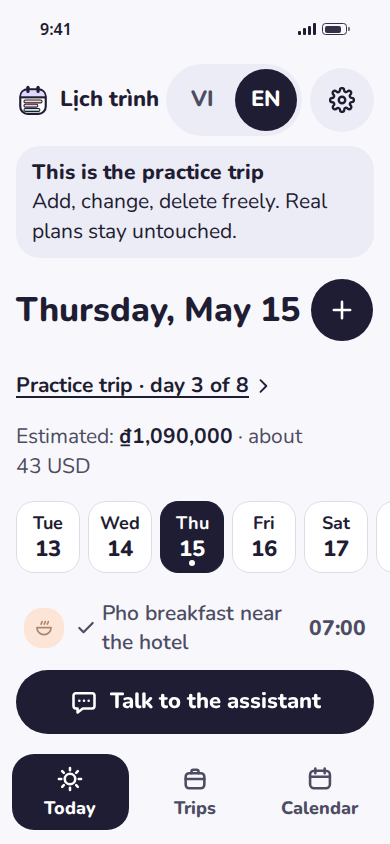 9:41
Lịch trình
VI
EN
This is the practice trip
Add, change, delete freely. Real
plans stay untouched.
Thursday, May 15
Practice trip · day 3 of 8
Estimated: ₫1,090,000 · about
43 USD
Tue
13
Wed
14
Thu
15
Fri
16
Sat
17
Pho breakfast near
the hotel
07:00
Talk to the assistant
Today
Trips
Calendar